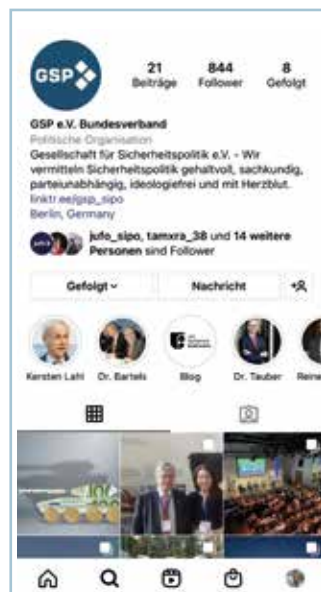 GSP
21
844
8
Beiträge
Follower
Gefolgt
GSP e.V. Bundesverband
Politische Organisation
Gesellschaft für Sicherheitspolitik e.V. - Wir
vermitteln Sicherheitspolitik gehaltvoll, sachkundig,
parteiunabhängig, ideologiefrei und mit Herzblut.
linktr.ee/gsp_sipo
Berlin, Germany
jufo_sipo, tamxra_38 und 14 weitere
Personen sind Follower
Gefolgt
Nachricht
Kersten Lahl
Dr. Bartels
Blog
Dr. Tauber
Reine